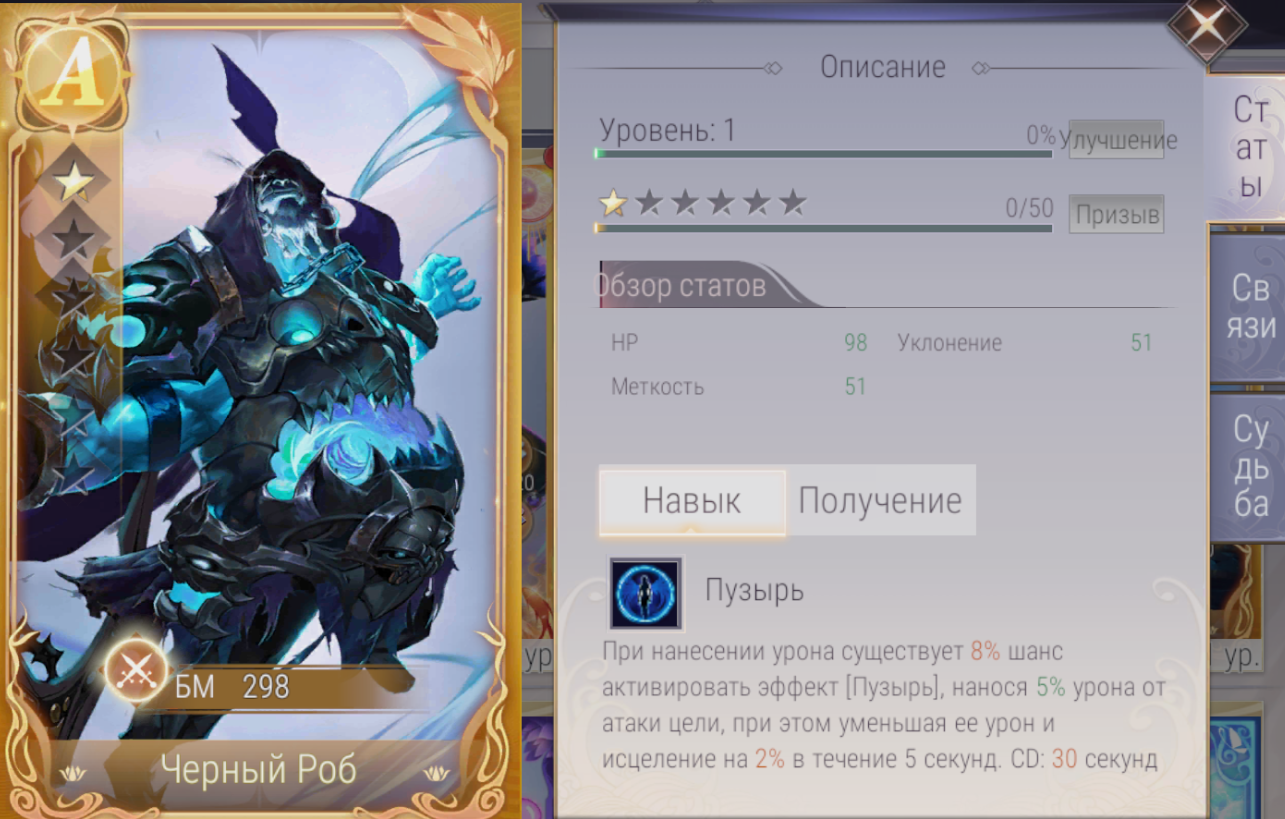 A
БМ 298
Черный Роб
Описание
Уровень: 1
0%
Улучшение
0/50
Призыв
Обзор статов
HP 98 Уклонение 51
Меткость 51
Навык Получение
Пузырь
При нанесении урона существует 8% шанс
активировать эффект [Пузырь], нанося 5% урона от
атаки цели, при этом уменьшая ее урон и
исцеление на 2% в течение 5 секунд. CD: 30 секунд
Ст
ат
ы
Св
язи
Су
дь
ба
ур
ур.
20